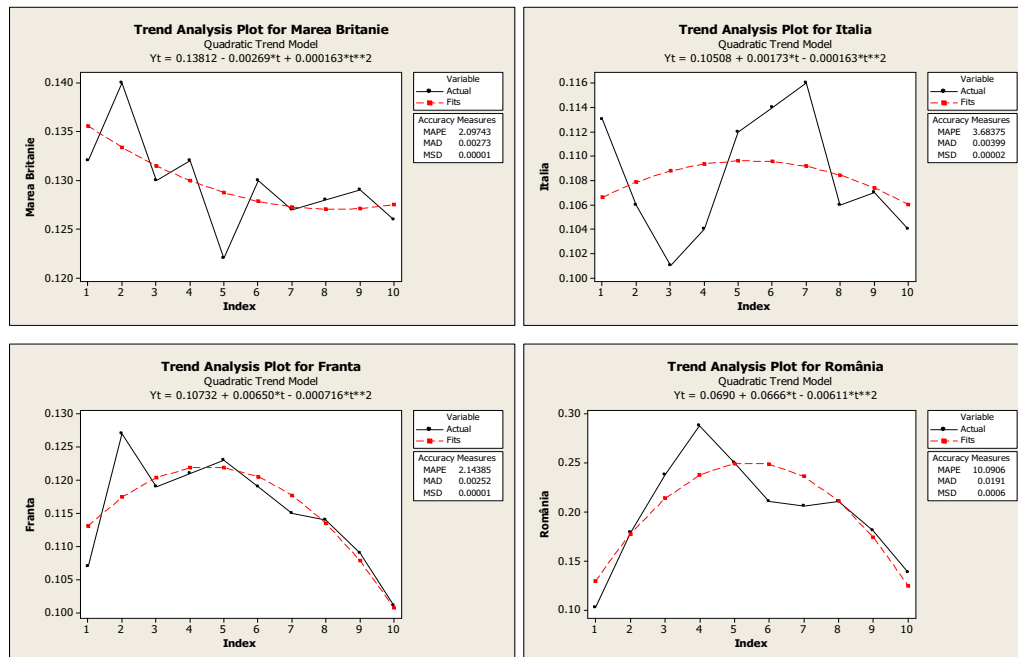 Trend Analysis Plot for Marea Britanie
Quadratic Trend Model
Yt = 0.13812 - 0.00269*t + 0.000163*t**2
Variable
Actual
Fits
Accuracy Measures
MAPE 2.09743
MAD 0.00273
MSD 0.00001
Marea Britanie
0.140
0.135
0.130
0.125
0.120
1 2 3 4 5 6 7 8 9 10
Index
Trend Analysis Plot for Italia
Quadratic Trend Model
Yt = 0.10508 + 0.00173*t - 0.000163*t**2
Variable
Actual
Fits
Accuracy Measures
MAPE 3.68375
MAD 0.00399
MSD 0.00002
Italia
0.116
0.114
0.112
0.110
0.108
0.106
0.104
0.102
0.100
1 2 3 4 5 6 7 8 9 10
Index
Trend Analysis Plot for Franta
Quadratic Trend Model
Yt = 0.10732 + 0.00650*t - 0.000716*t**2
Variable
Actual
Fits
Accuracy Measures
MAPE 2.14385
MAD 0.00252
MSD 0.00001
Franta
0.130
0.125
0.120
0.115
0.110
0.105
0.100
1 2 3 4 5 6 7 8 9 10
Index
Trend Analysis Plot for România
Quadratic Trend Model
Yt = 0.0690 + 0.0666*t - 0.00611*t**2
Variable
Actual
Fits
Accuracy Measures
MAPE 10.0906
MAD 0.0191
MSD 0.0006
România
0.30
0.25
0.20
0.15
0.10
1 2 3 4 5 6 7 8 9 10
Index